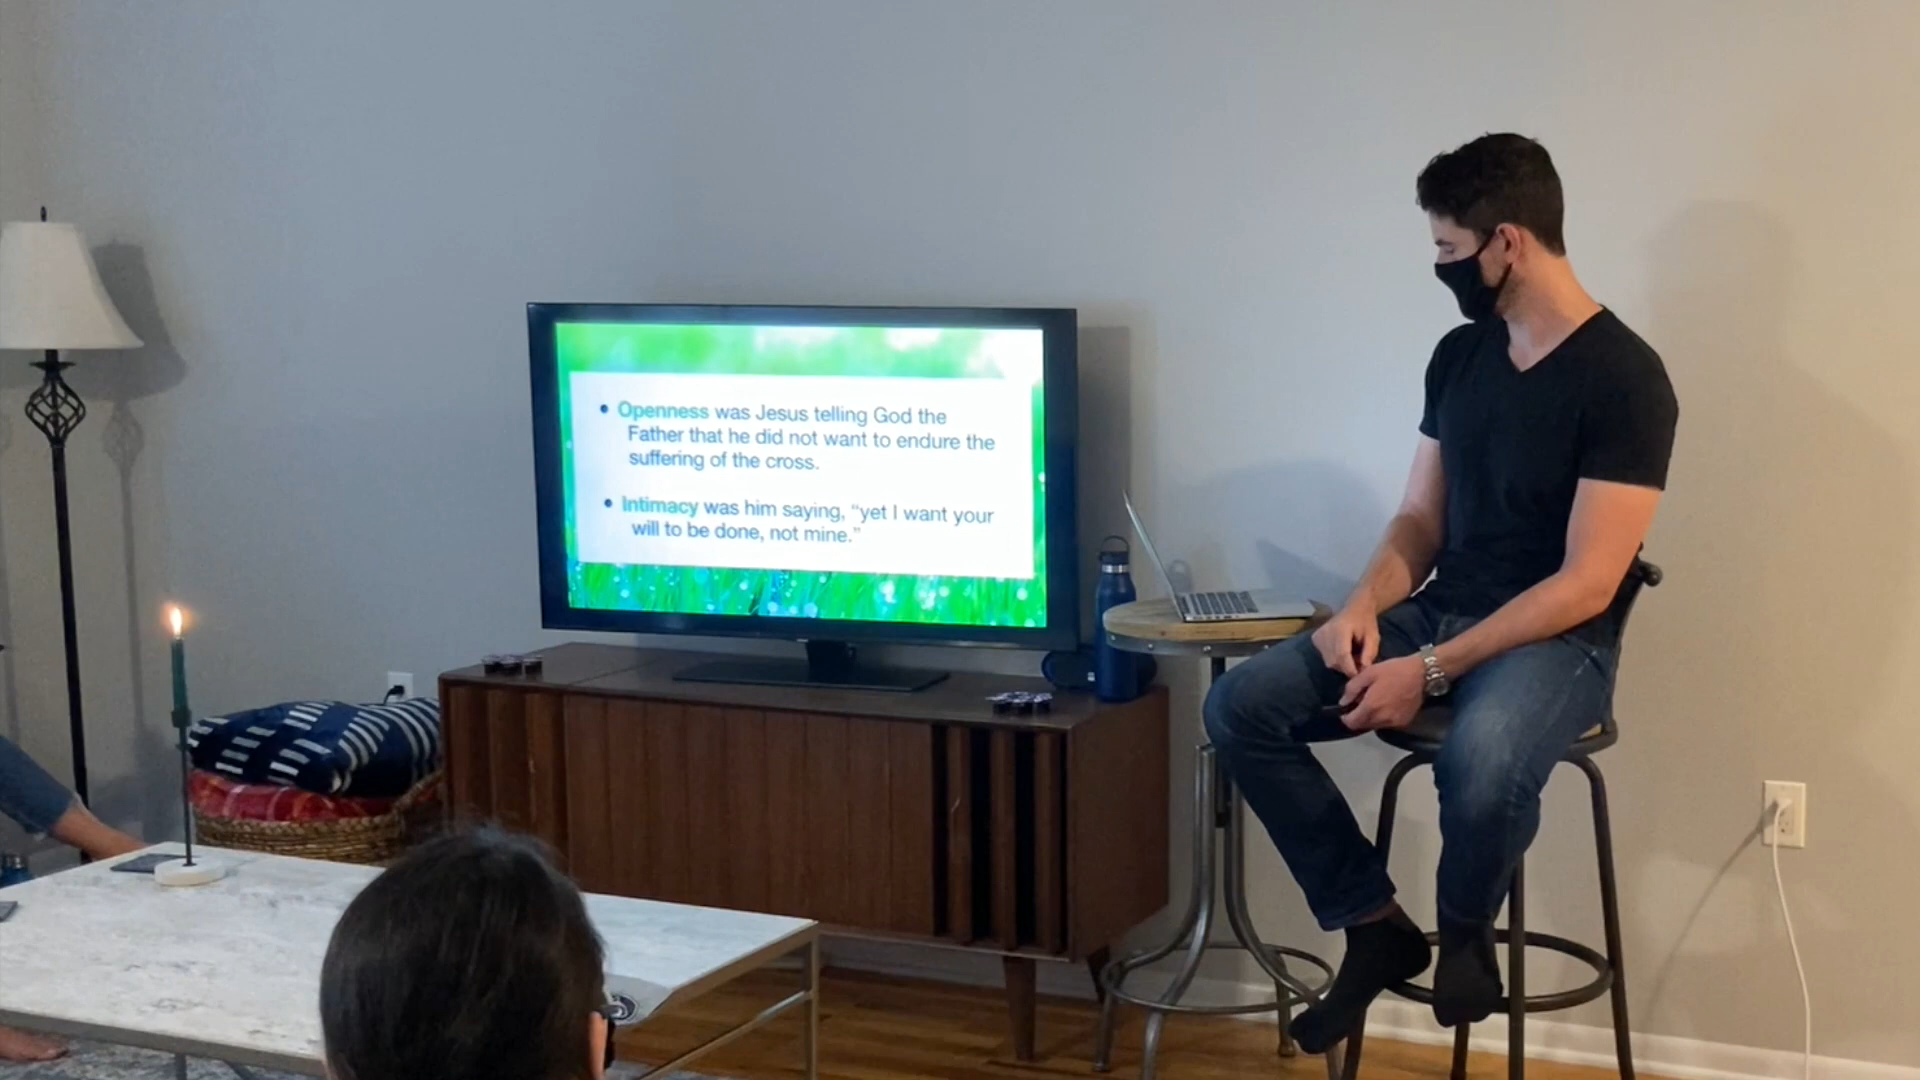 • Openness was Jesus telling God the
Father that he did not want to endure the
suffering of the cross.
• Intimacy was him saying, “yet I want your
will to be done, not mine.”